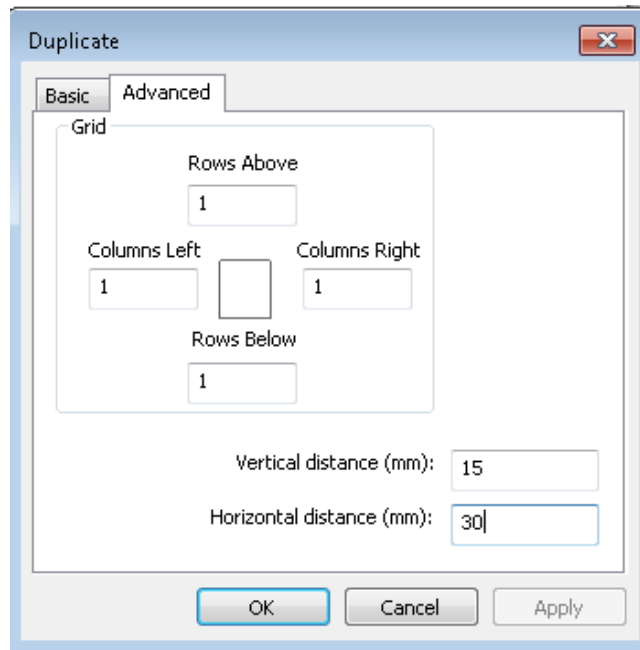 Duplicate
Basic Advanced
Grid
Rows Above
1
Columns Left Columns Right
1 1
Rows Below
1
Vertical distance (mm): 15
Horizontal distance (mm): 30
OK Cancel Apply